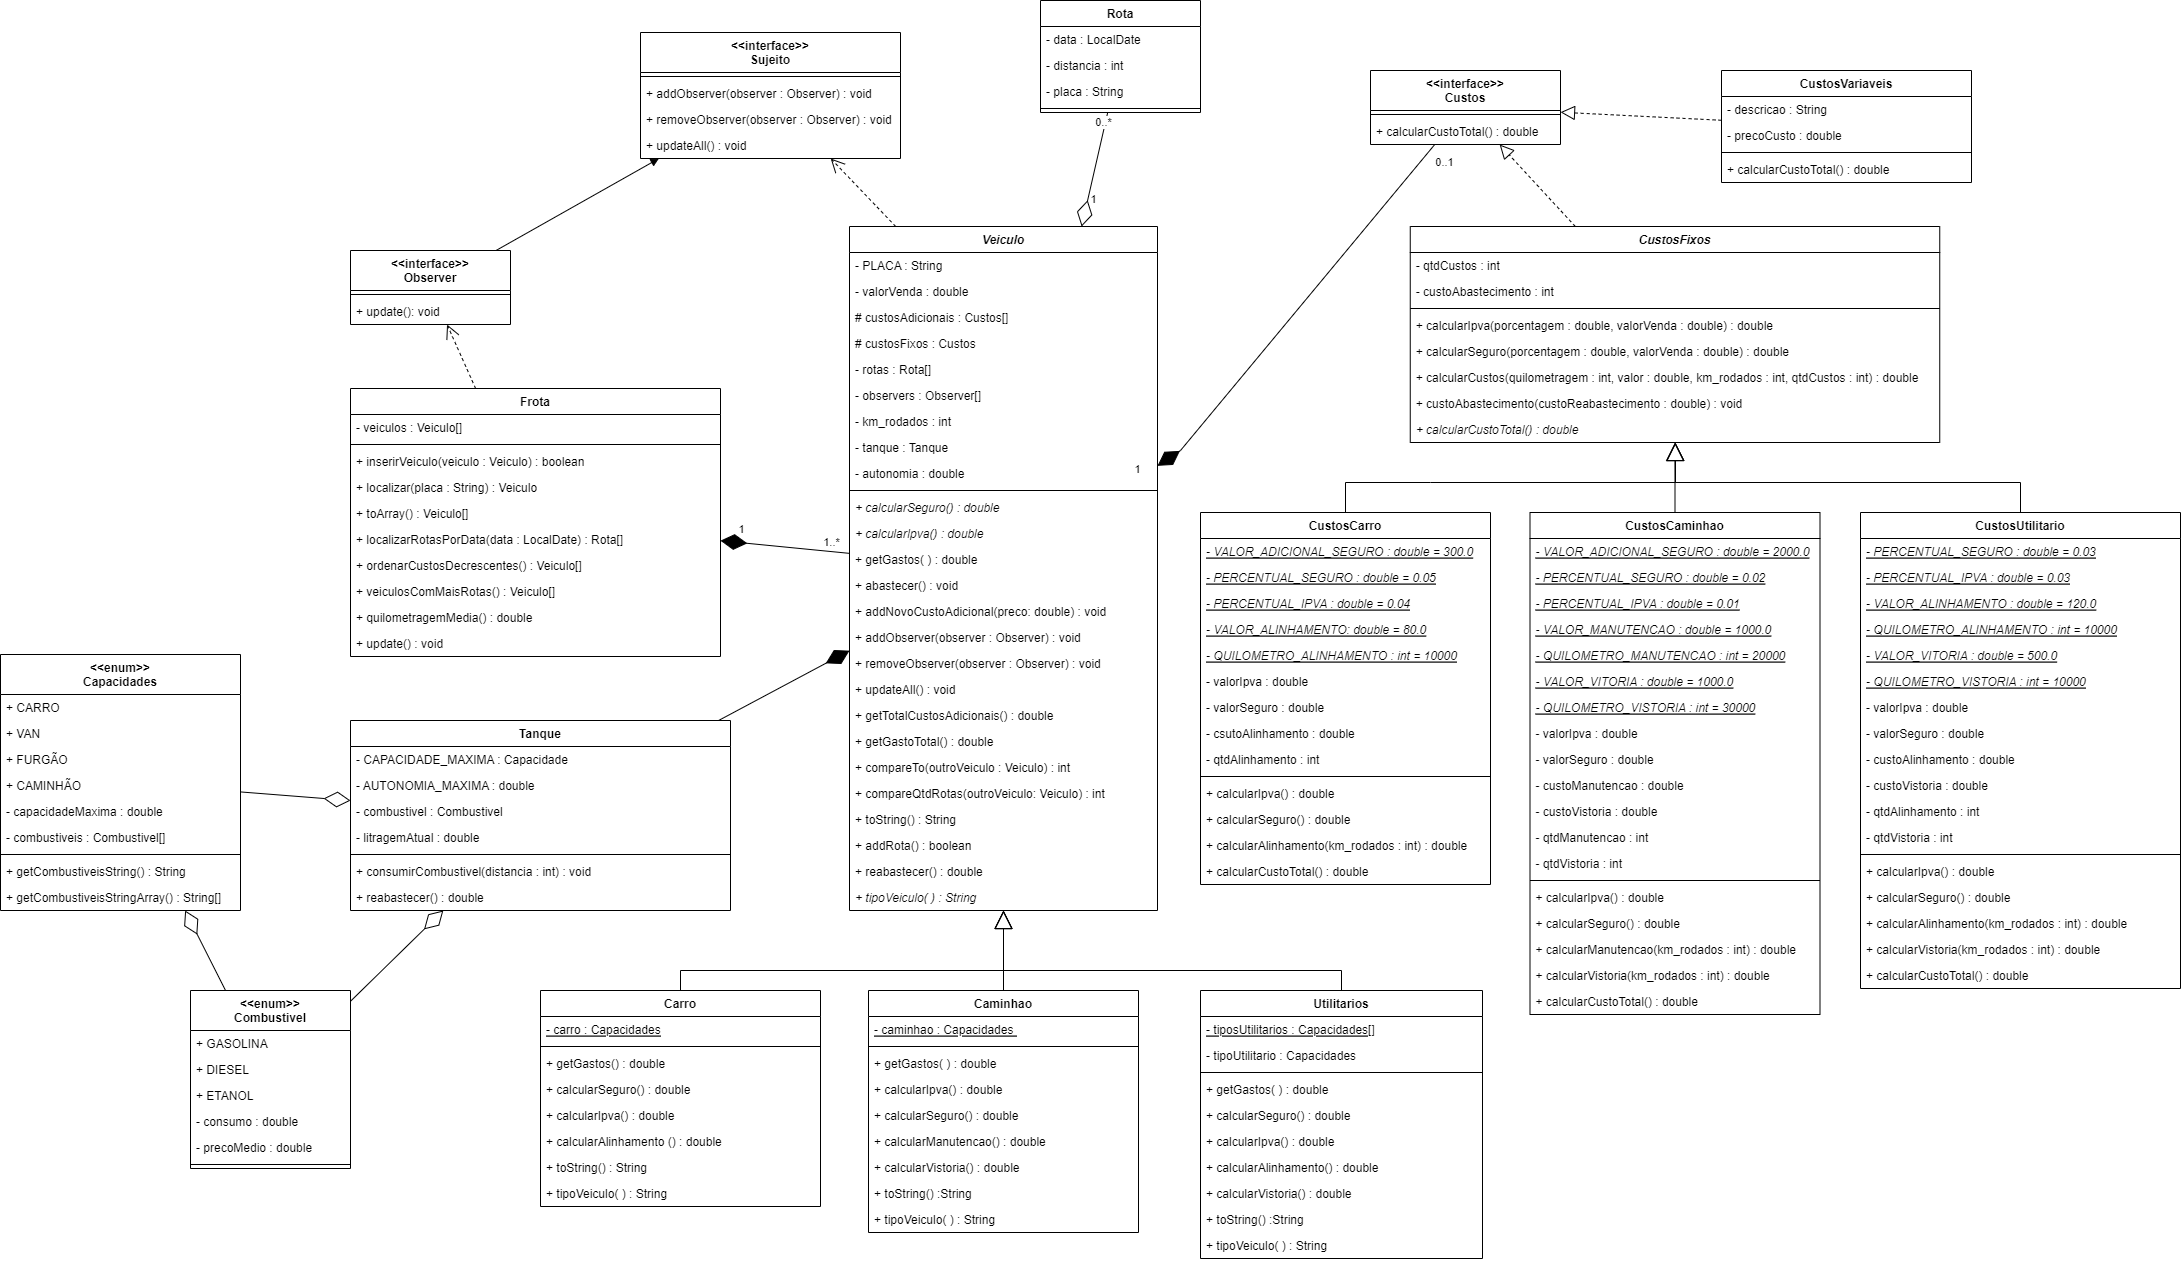 Rota
- data : LocalDate
- distancia : int
- placa : String
0..*
1
<<interface>>
Sujeito
+ addObserver(observer : Observer) : void
+ removeObserver(observer : Observer) : void
+ updateAll() : void
<<interface>>
Custos
+ calcularCustoTotal() : double
0..1
CustosVariaveis
- descricao : String
- precoCusto : double
+ calcularCustoTotal() : double
<<interface>>
Observer
+ update(): void
Veiculo
- PLACA : String
- valorVenda : double
# custosAdicionais : Custos[]
# custosFixos : Custos
- rotas : Rota[]
- observers : Observer[]
- km_rodados : int
- tanque : Tanque
- autonomia : double
1
+ calcularSeguro() : double
+ calcularIpva() : double
+ getGastos( ) : double
+ abastecer() : void
+ addNovoCustoAdicional(preco: double) : void
+ addObserver(observer : Observer) : void
+ removeObserver(observer : Observer) : void
+ updateAll() : void
+ getTotalCustosAdicionais() : double
+ getGastoTotal() : double
+ compareTo(outroVeiculo : Veiculo) : int
+ compareQtdRotas(outroVeiculo: Veiculo) : int
+ toString() : String
+ addRota() : boolean
+ reabastecer() : double
+ tipoVeiculo( ) : String
CustosFixos
- qtdCustos : int
- custoAbastecimento : int
+ calcularIpva(porcentagem : double, valorVenda : double) : double
+ calcularSeguro(porcentagem : double, valorVenda : double) : double
+ calcularCustos(quilometragem : int, valor : double, km_rodados : int, qtdCustos : int) : double
+ custoAbastecimento(custoReabastecimento : double) : void
+ calcularCustoTotal() : double
Frota
- veiculos : Veiculo[]
+ inserirVeiculo(veiculo : Veiculo) : boolean
+ localizar(placa : String) : Veiculo
+ toArray() : Veiculo[]
+ localizarRotasPorData(data : LocalDate) : Rota[]
+ ordenarCustosDecrescentes() : Veiculo[]
+ veiculosComMaisRotas() : Veiculo[]
+ quilometragemMedia() : double
+ update() : void
1
1..*
CustosCarro
- VALOR_ADICIONAL_SEGURO : double = 300.0
- PERCENTUAL_SEGURO : double = 0.05
- PERCENTUAL_IPVA : double = 0.04
- VALOR_ALINHAMENTO: double = 80.0
- QUILOMETRO_ALINHAMENTO : int = 10000
- valorIpva : double
- valorSeguro : double
- csutoAlinhamento : double
- qtdAlinhamento : int
+ calcularIpva() : double
+ calcularSeguro() : double
+ calcularAlinhamento(km_rodados : int) : double
+ calcularCustoTotal() : double
CustosCaminhao
- VALOR_ADICIONAL_SEGURO : double = 2000.0
- PERCENTUAL_SEGURO : double = 0.02
- PERCENTUAL_IPVA : double = 0.01
- VALOR_MANUTENCAO : double = 1000.0
- QUILOMETRO_MANUTENCAO : int = 20000
- VALOR_VITORIA : double = 1000.0
- QUILOMETRO_VISTORIA : int = 30000
- valorIpva : double
- valorSeguro : double
- custoManutencao : double
- custoVistoria : double
- qtdManutencao : int
- qtdVistoria : int
+ calcularIpva() : double
+ calcularSeguro() : double
+ calcularManutencao(km_rodados : int) : double
+ calcularVistoria(km_rodados : int) : double
+ calcularCustoTotal() : double
CustosUtilitario
- PERCENTUAL_SEGURO : double = 0.03
- PERCENTUAL_IPVA : double = 0.03
- VALOR_ALINHAMENTO : double = 120.0
- QUILOMETRO_ALINHAMENTO : int = 10000
- VALOR_VITORIA : double = 500.0
- QUILOMETRO_VISTORIA : int = 10000
- valorIpva : double
- valorSeguro : double
- custoAlinhamento : double
- custoVistoria : double
- qtdAlinhamento : int
- qtdVistoria : int
+ calcularIpva() : double
+ calcularSeguro() : double
+ calcularAlinhamento(km_rodados : int) : double
+ calcularVistoria(km_rodados : int) : double
+ calcularCustoTotal() : double
<<enum>>
Capacidades
+ CARRO
+ VAN
+ FURGÃO
+ CAMINHÃO
- capacidadeMaxima : double
- combustiveis : Combustivel[]
+ getCombustiveisString() : String
+ getCombustiveisStringArray() : String[]
Tanque
- CAPACIDADE_MAXIMA : Capacidade
- AUTONOMIA_MAXIMA : double
- combustivel : Combustivel
- litragemAtual : double
+ consumirCombustivel(distancia : int) : void
+ reabastecer() : double
<<enum>>
Combustivel
+ GASOLINA
+ DIESEL
+ ETANOL
- consumo : double
- precoMedio : double
Carro
- carro : Capacidades
+ getGastos() : double
+ calcularSeguro() : double
+ calcularIpva() : double
+ calcularAlinhamento () : double
+ toString() : String
+ tipoVeiculo( ) : String
Caminhao
- caminhao : Capacidades
+ getGastos( ) : double
+ calcularIpva() : double
+ calcularSeguro() : double
+ calcularManutencao() : double
+ calcularVistoria() : double
+ toString() :String
+ tipoVeiculo( ) : String
Utilitarios
- tiposUtilitarios : Capacidades[]
- tipoUtilitario : Capacidades
+ getGastos( ) : double
+ calcularSeguro() : double
+ calcularIpva() : double
+ calcularAlinhamento() : double
+ calcularVistoria() : double
+ toString() :String
+ tipoVeiculo( ) : String